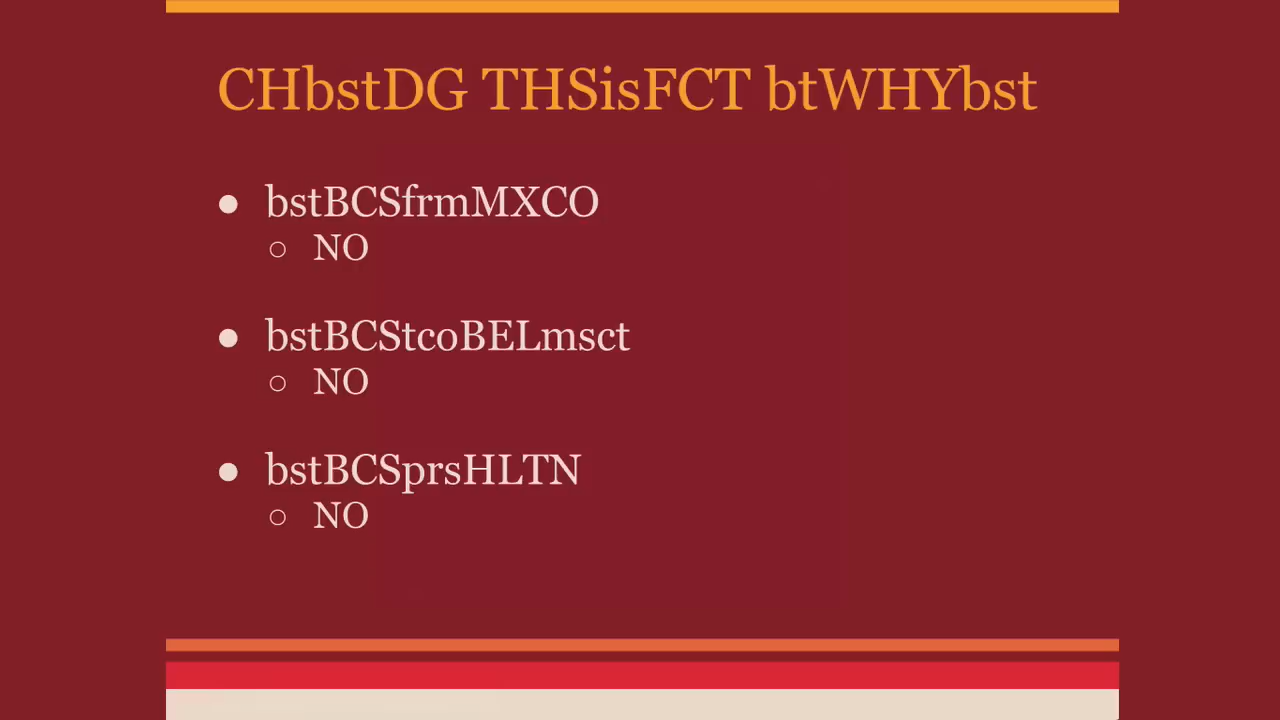 CHbstDG THSisFCT btWHYbst
● bstBCSfrmMXCO
○ NO
● bstBCStcoBELmsct
○ NO
● bstBCSprsHLTN
○ NO